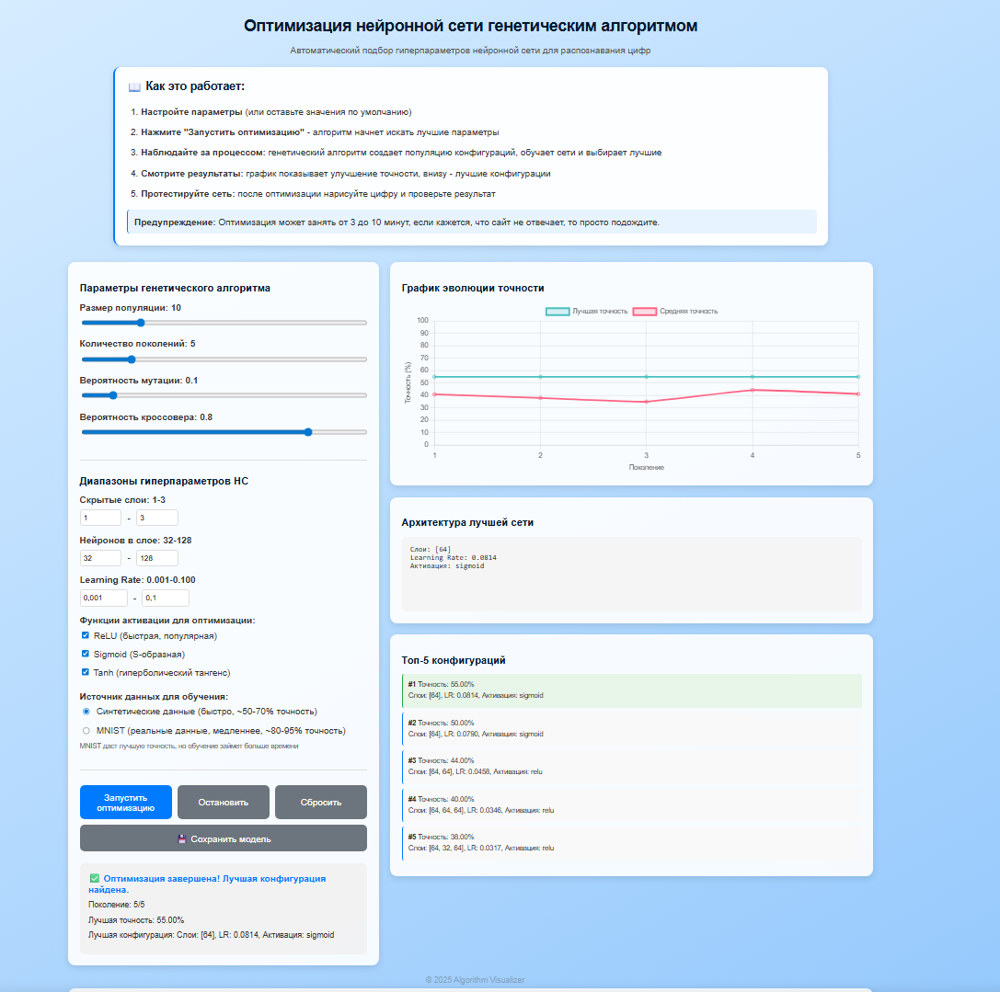 Оптимизация нейронной сети генетическим алгоритмом
Автоматический подбор гиперпараметров нейронной сети для распознавания цифр
📖 Как это работает:
1. Настройте параметры (или оставьте значения по умолчанию)
2. Нажмите "Запустить оптимизацию" - алгоритм начнет искать лучшие параметры
3. Наблюдайте за процессом: генетический алгоритм создает популяцию конфигураций, обучает сети и выбирает лучшие
4. Смотрите результаты: график показывает улучшение точности, внизу - лучшие конфигурации
5. Протестируйте сеть: после оптимизации нарисуйте цифру и проверьте результат
Предупреждение: Оптимизация может занять от 3 до 10 минут, если кажется, что сайт не отвечает, то просто подождите.
Параметры генетического алгоритма
Размер популяции: 10
Количество поколений: 5
Вероятность мутации: 0.1
Вероятность кроссовера: 0.8
Диапазоны гиперпараметров НС
Скрытые слои: 1-3
1 - 3
Нейронов в слое: 32-128
32 - 128
Learning Rate: 0.001-0.100
0,001 - 0,1
Функции активации для оптимизации:
ReLU (быстрая, популярная)
Sigmoid (S-образная)
Tanh (гиперболический тангенс)
Источник данных для обучения:
Синтетические данные (быстро, ~50-70% точность)
MNIST (реальные данные, медленнее, ~80-95% точность)
MNIST даст лучшую точность, но обучение займет больше времени
Запустить
оптимизацию
Остановить
Сбросить
💾 Сохранить модель
✅ Оптимизация завершена! Лучшая конфигурация
найдена.
Поколение: 5/5
Лучшая точность: 55.00%
Лучшая конфигурация: Слои: [64], LR: 0.0814, Активация: sigmoid
График эволюции точности
Лучшая точность Средняя точность
Точность (%)
100
90
80
70
60
50
40
30
20
10
0
1 2 3 4 5
Поколение
Архитектура лучшей сети
Слои: [64]
Learning Rate: 0.0814
Активация: sigmoid
Топ-5 конфигураций
#1 Точность: 55.00%
Слои: [64], LR: 0.0814, Активация: sigmoid
#2 Точность: 50.00%
Слои: [64], LR: 0.0790, Активация: sigmoid
#3 Точность: 44.00%
Слои: [64, 64], LR: 0.0458, Активация: relu
#4 Точность: 40.00%
Слои: [64, 64, 64], LR: 0.0346, Активация: relu
#5 Точность: 38.00%
Слои: [64, 32, 64], LR: 0.0317, Активация: relu
© 2025 Algorithm Visualizer